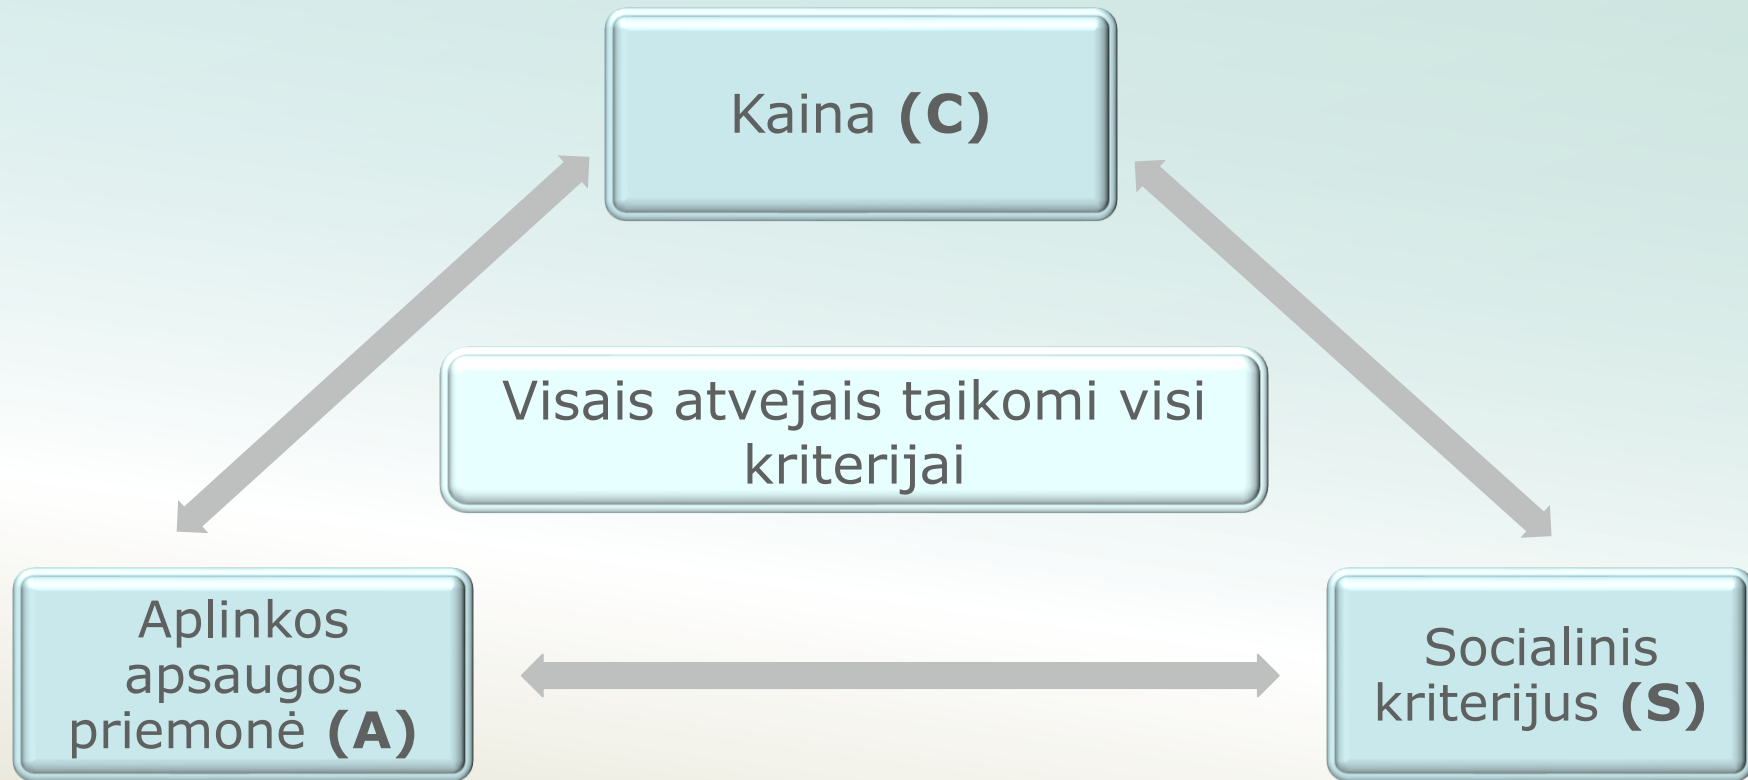 Kaina (C)
Visais atvejais taikomi visi
kriterijai
Aplinkos
apsaugos
priemonė (A)
Socialinis
kriterijus (S)